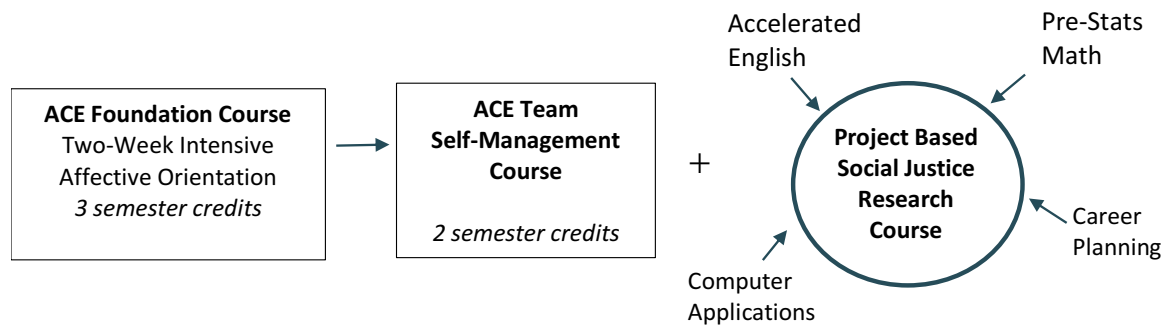 ACE Foundation Course
Two-Week Intensive
Affective Orientation
3 semester credits
ACE Team
Self-Management
Course
2 semester credits
+
Accelerated
English
Pre-Stats
Math
Project Based
Social Justice
Research
Course
Career
Planning
Computer
Applications